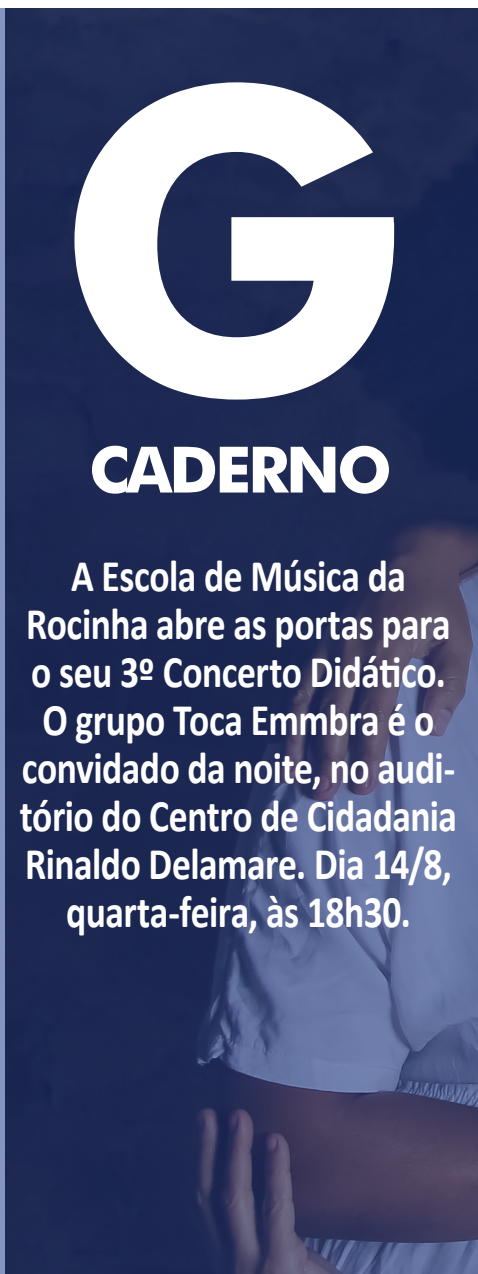 G
CADERNO
A Escola de Música da
Rocinha abre as portas para
o seu 3º Concerto Didático.
O grupo Toca Emmbra é o
convidado da noite, no audi-
tório do Centro de Cidadania
Rinaldo Delamare. Dia 14/8,
quarta-feira, às 18h30.